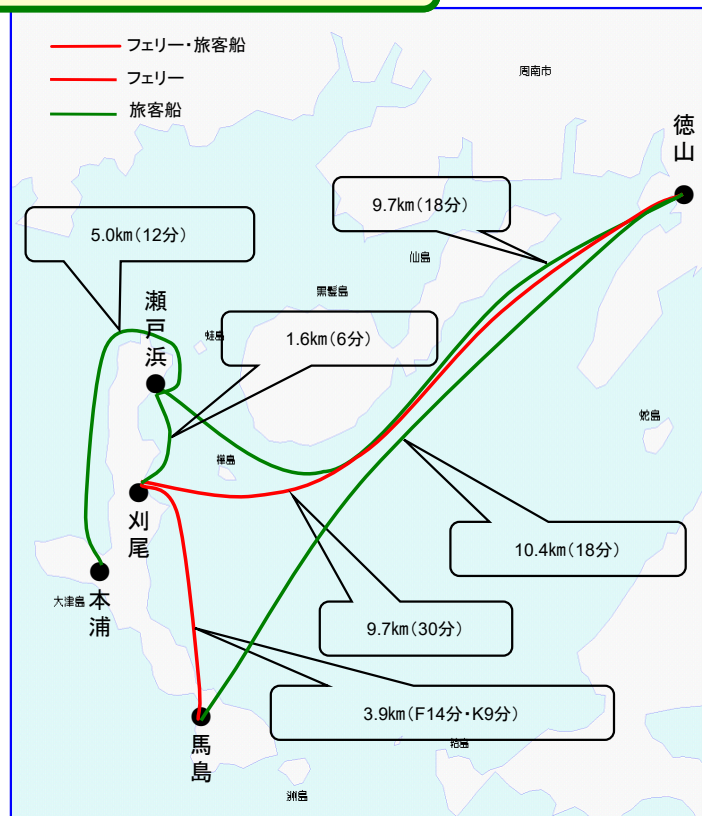 フェリー・旅客船
フェリー
旅客船
周南市
徳山
9.7km(18分)
5.0km(12分)
仙島
黒髪島
瀬戸浜
蛙島
1.6km(6分)
蛇島
樺島
刈尾
10.4km(18分)
大津島
本浦
9.7km(30分)
3.9km(F14分・K9分)
馬島
洲島